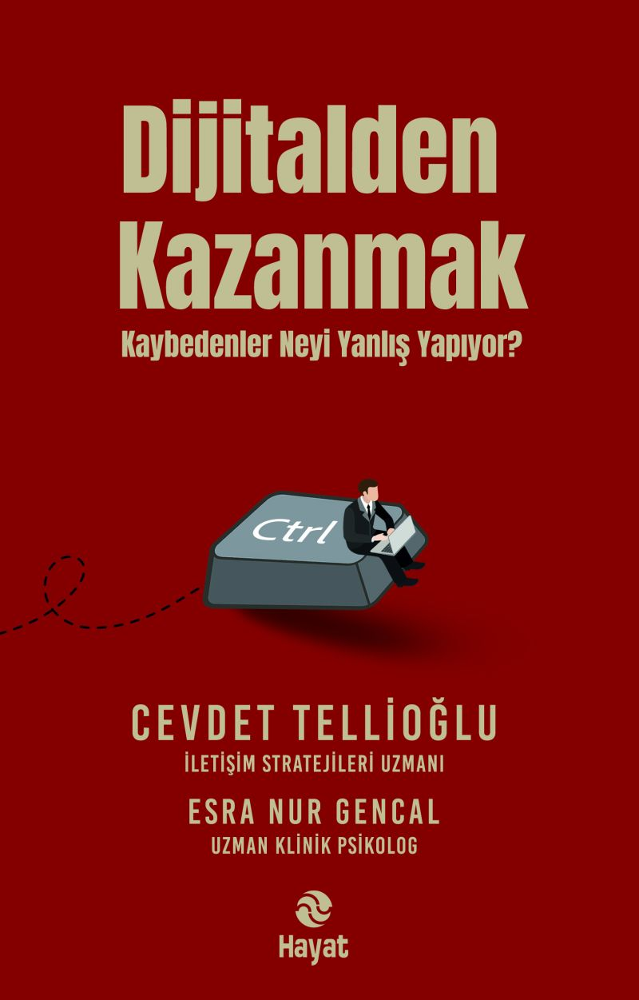 Dijitalden
Kazanmak
Kaybedenler Neyi Yanlış Yapıyor?
Ctrl
CEVDET TELLİOĞLU
İLETİŞİM STRATEJİLERİ UZMANI
ESRA NUR GENCAL
UZMAN KLİNİK PSİKOLOG
Hayat